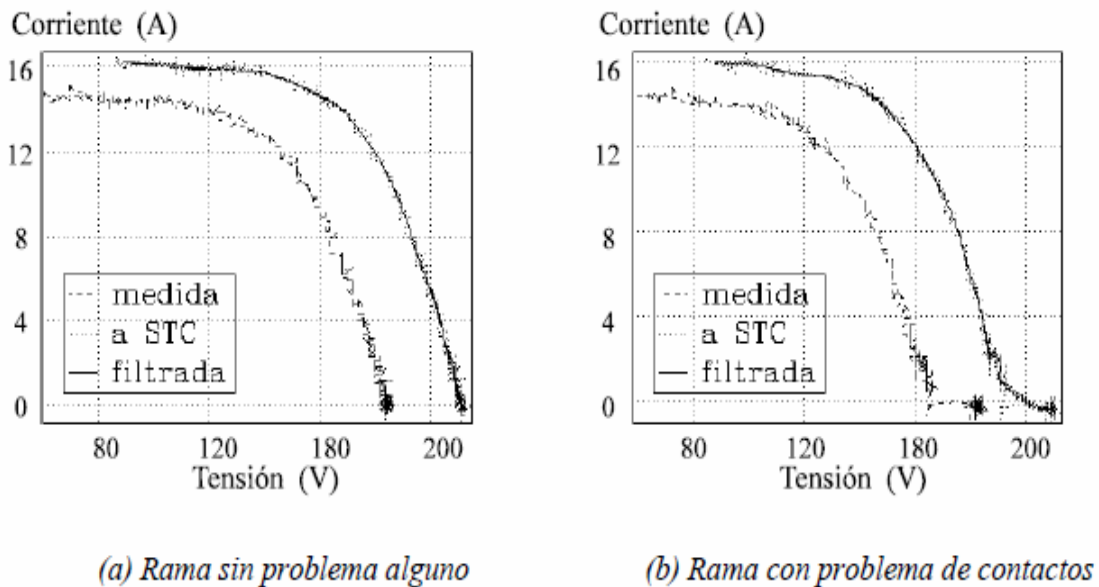 Corriente (A)
16
12
8
4
0
medida
a STC
filtrada
80 120 180 200
Tensión (V)
(a) Rama sin problema alguno
Corriente (A)
16
12
8
4
0
medida
a STC
filtrada
80 120 180 200
Tensión (V)
(b) Rama con problema de contactos